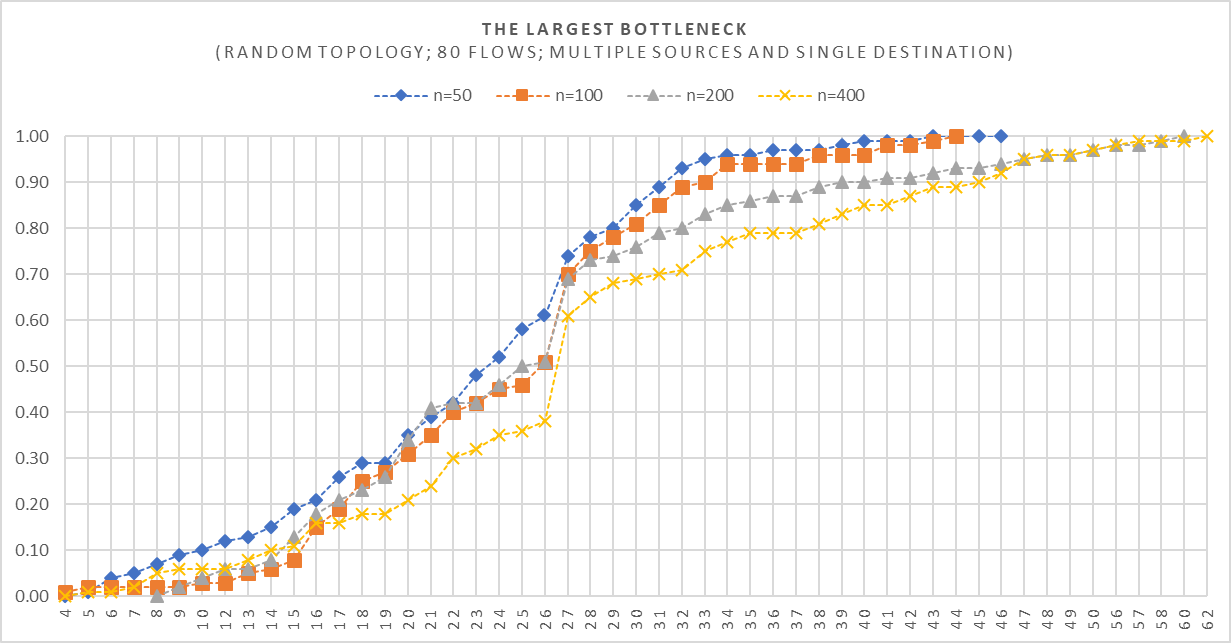 THE LARGEST BOTTLENECK
(RANDOM TOPOLOGY; 80 FLOWS; MULTIPLE SOURCES AND SINGLE DESTINATION)
n=50 n=100 n=200 n=400
1.00
0.90
0.80
0.70
0.60
0.50
0.40
0.30
0.20
0.10
0.00
4 5 6 7 8 9 10 12 13 14 15 16 17 18 19 20 21 22 23 24 25 26 27 28 29 30 31 32 33 34 35 36 37 38 39 40 41 42 43 44 45 46 47 48 49 50 56 57 58 60 62